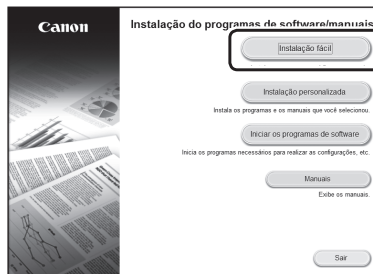 Canon
Instalação do programas de software/manuais
Instalação fácil
Instalação personalizada
Instala os programas e os manuais que você selecionou.
Iniciar os programas de software
Inicia os programas necessários para realizar as configurações, etc.
Manuais
Exibe os manuais.
Sair